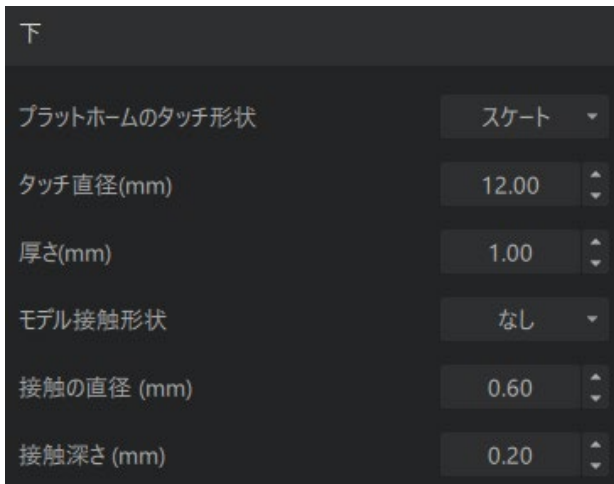 下
プラットホームのタッチ形状 スケート
タッチ直径(mm) 12.00
厚さ(mm) 1.00
モデル接触形状 なし
接触の直径 (mm) 0.60
接触深さ (mm) 0.20